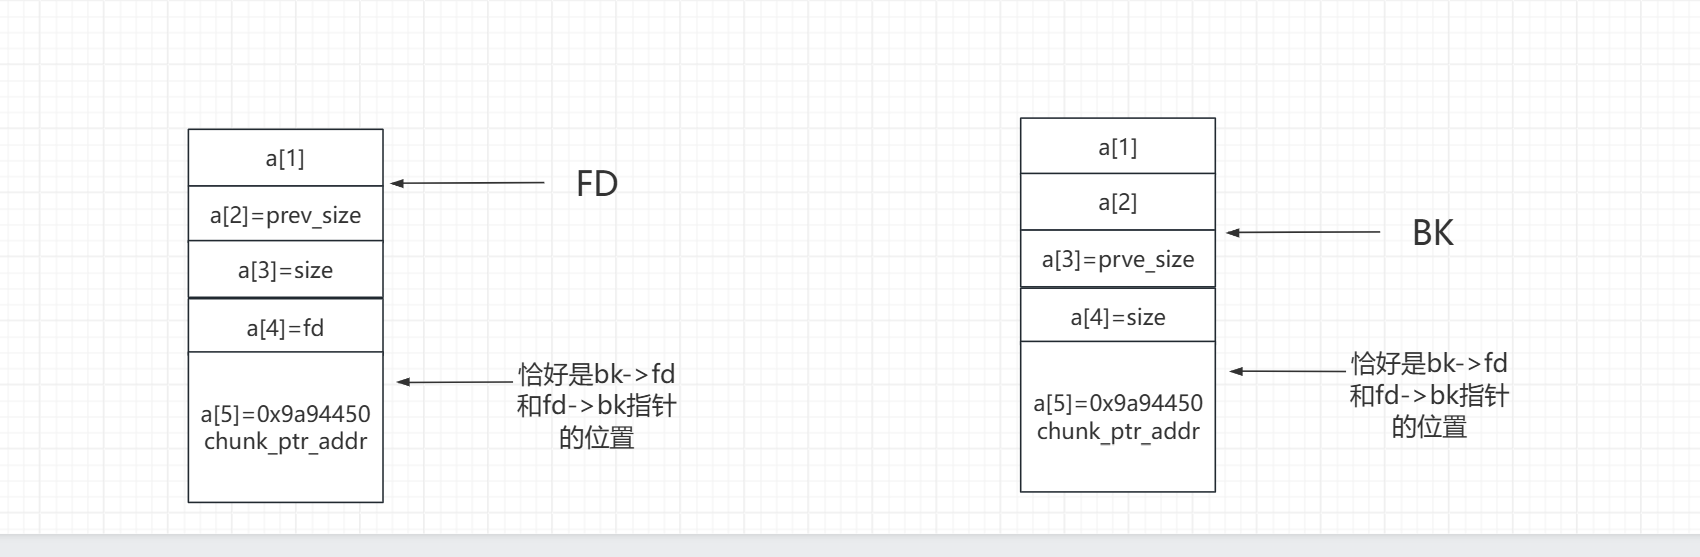 a[1]
FD
a[2]=prev_size
a[3]=size
a[4]=fd
恰好是bk->fd
和fd->bk指针
的位置
a[5]=0x9a94450
chunk_ptr_addr
a[1]
a[2]
BK
a[3]=prve_size
a[4]=size
恰好是bk->fd
和fd->bk指针
的位置
a[5]=0x9a94450
chunk_ptr_addr